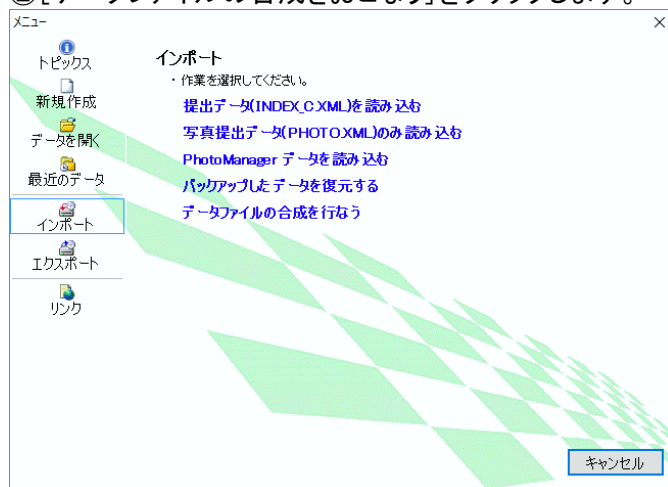 [データファイルの合成をおこなう]をクリックします。
メニュー
トピックス
新規作成
データを開く
最近のデータ
インポート
エクスポート
リンク
インポート
・作業を選択してください。
提出データ(INDEX_C.XML)を読み込む
写真提出データ(PHOTO.XML)のみ読み込む
PhotoManager データを読み込む
バックアップしたデータを復元する
データファイルの合成を行なう
キャンセル